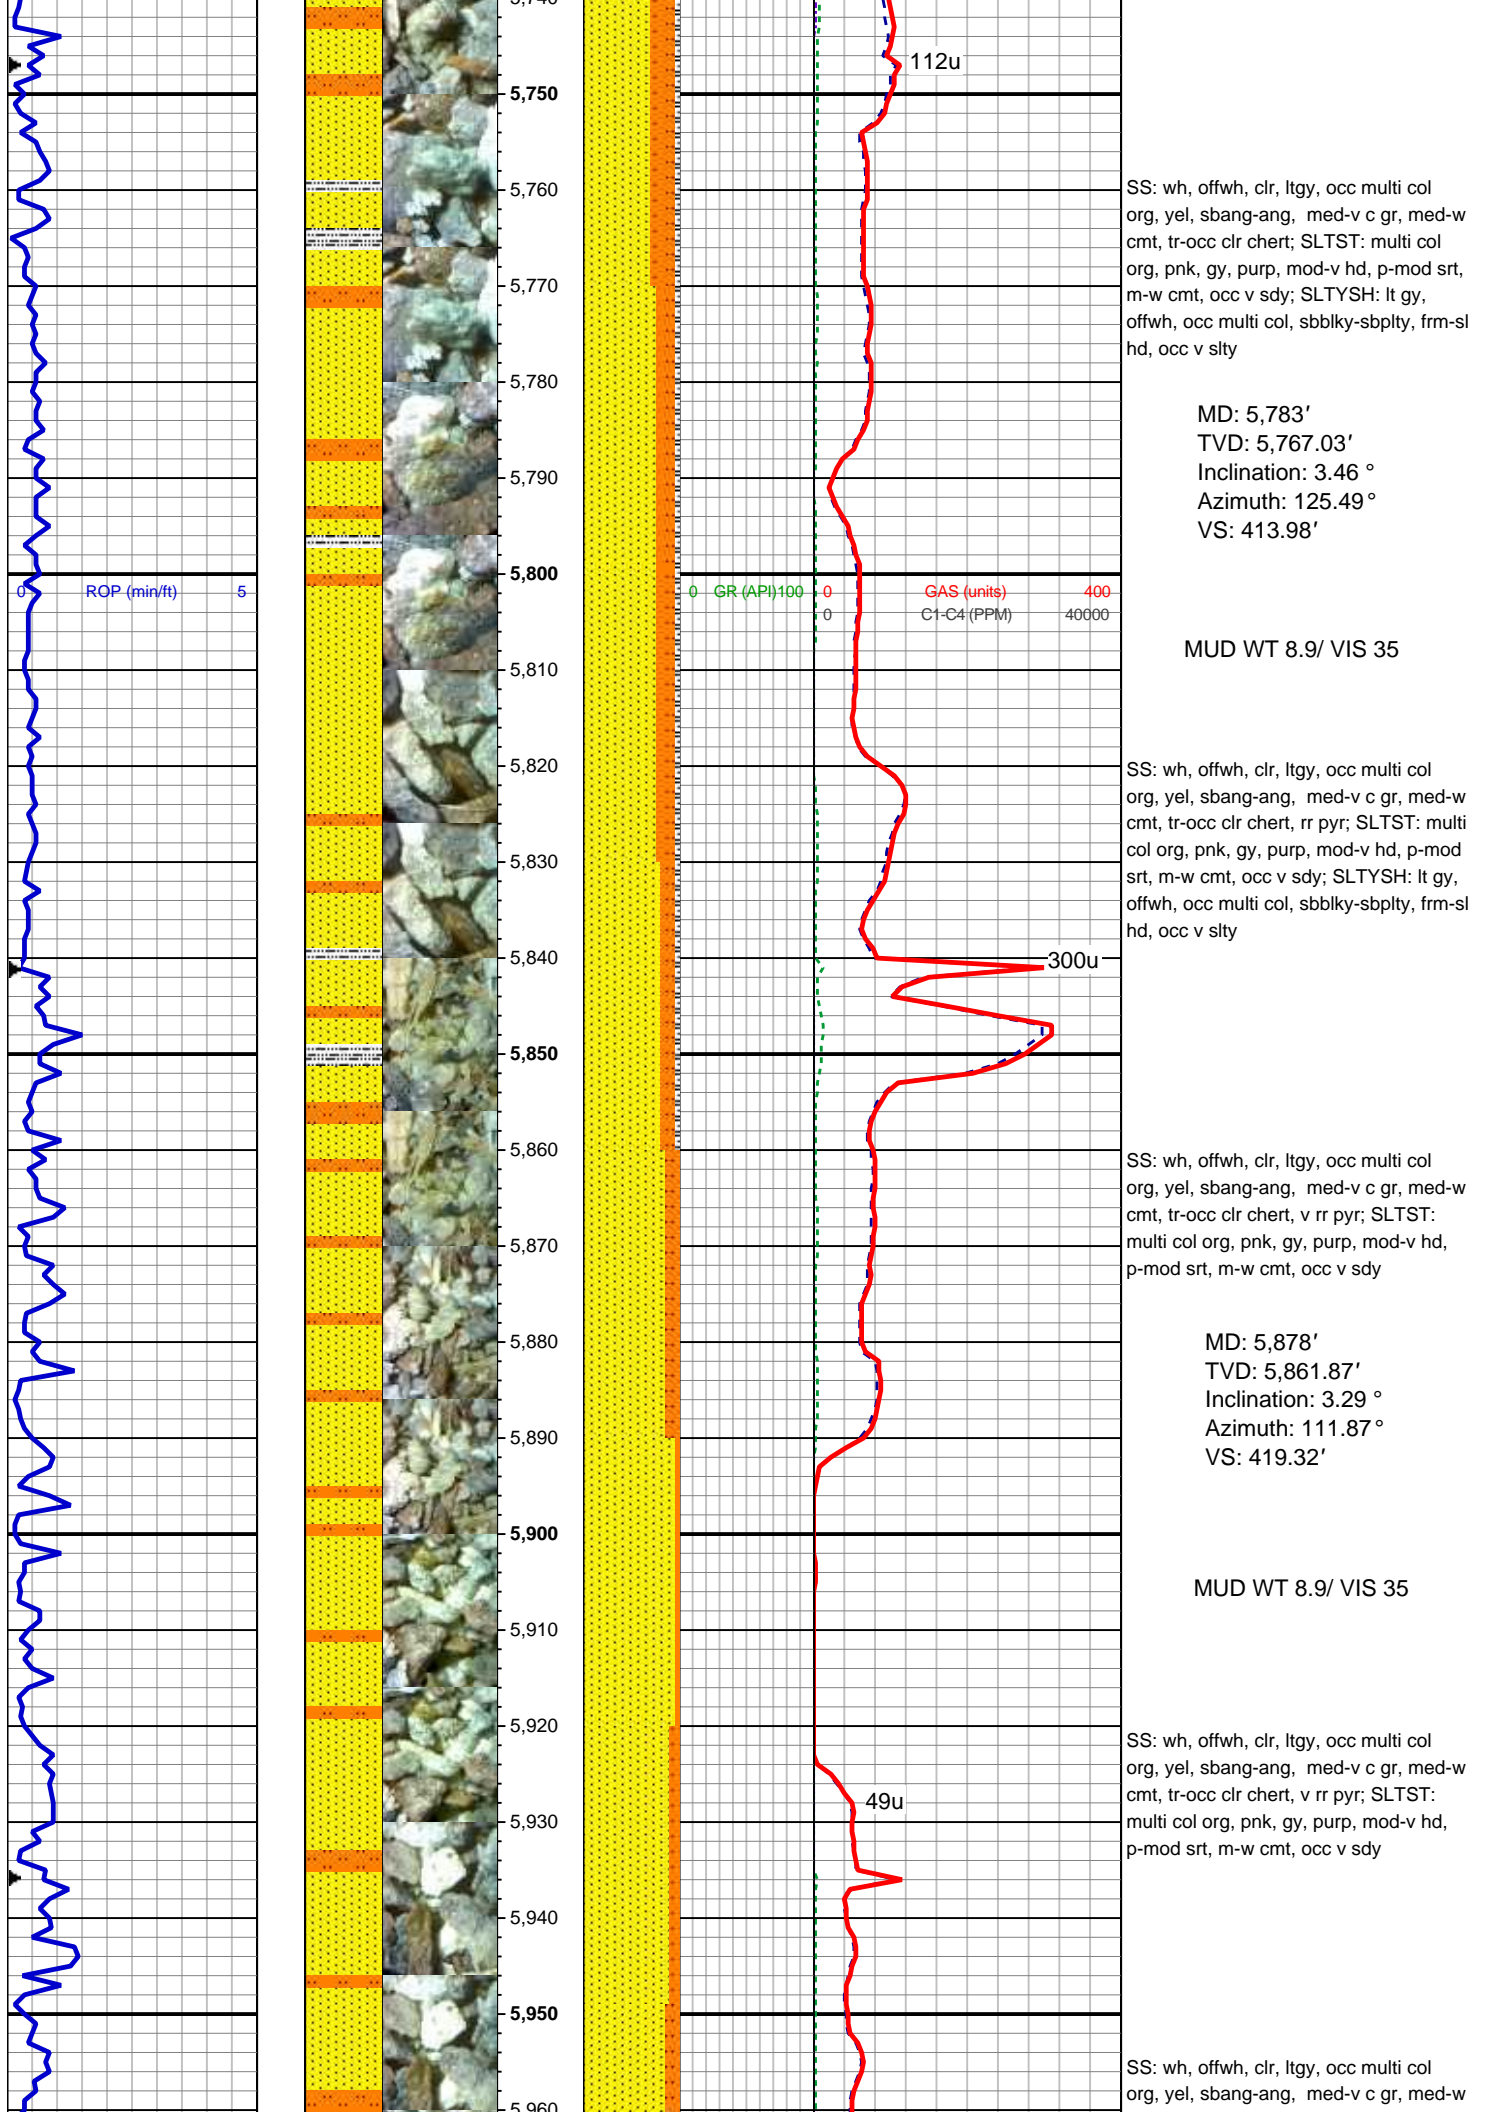 5,740
112u
5,750
5,760
SS: wh, offwh, clr, ltgy, occ multi col
org, yel, sbang-ang, med-v c gr, med-w
cmt, tr-occ clr chert; SLTST: multi col
org, pnk, gy, purp, mod-v hd, p-mod srt,
m-w cmt, occ v sdy; SLTYSH: lt gy,
offwh, occ multi col, sbblky-sbplty, frm-sl
hd, occ v slty
5,770
5,780
MD: 5,783′
TVD: 5,767.03′
Inclination: 3.46 °
Azimuth: 125.49°
VS: 413.98′
5,790
5,800
0 ROP (min/ft) 5
0 GR (API)100
0 GAS (units) 400
0 C1-C4 (PPM) 40000
MUD WT 8.9/ VIS 35
5,810
5,820
SS: wh, offwh, clr, ltgy, occ multi col
org, yel, sbang-ang, med-v c gr, med-w
cmt, tr-occ clr chert, rr pyr; SLTST: multi
col org, pnk, gy, purp, mod-v hd, p-mod
srt, m-w cmt, occ v sdy; SLTYSH: lt gy,
offwh, occ multi col, sbblky-sbplty, frm-sl
hd, occ v slty
5,830
5,840
300u
5,850
5,860
SS: wh, offwh, clr, ltgy, occ multi col
org, yel, sbang-ang, med-v c gr, med-w
cmt, tr-occ clr chert, v rr pyr; SLTST:
multi col org, pnk, gy, purp, mod-v hd,
p-mod srt, m-w cmt, occ v sdy
5,870
5,880
MD: 5,878′
TVD: 5,861.87′
Inclination: 3.29 °
Azimuth: 111.87°
VS: 419.32′
5,890
5,900
MUD WT 8.9/ VIS 35
5,910
5,920
SS: wh, offwh, clr, ltgy, occ multi col
org, yel, sbang-ang, med-v c gr, med-w
cmt, tr-occ clr chert, v rr pyr; SLTST:
multi col org, pnk, gy, purp, mod-v hd,
p-mod srt, m-w cmt, occ v sdy
49u
5,930
5,940
5,950
SS: wh, offwh, clr, ltgy, occ multi col
org, yel, sbang-ang, med-v c gr, med-w
5,960